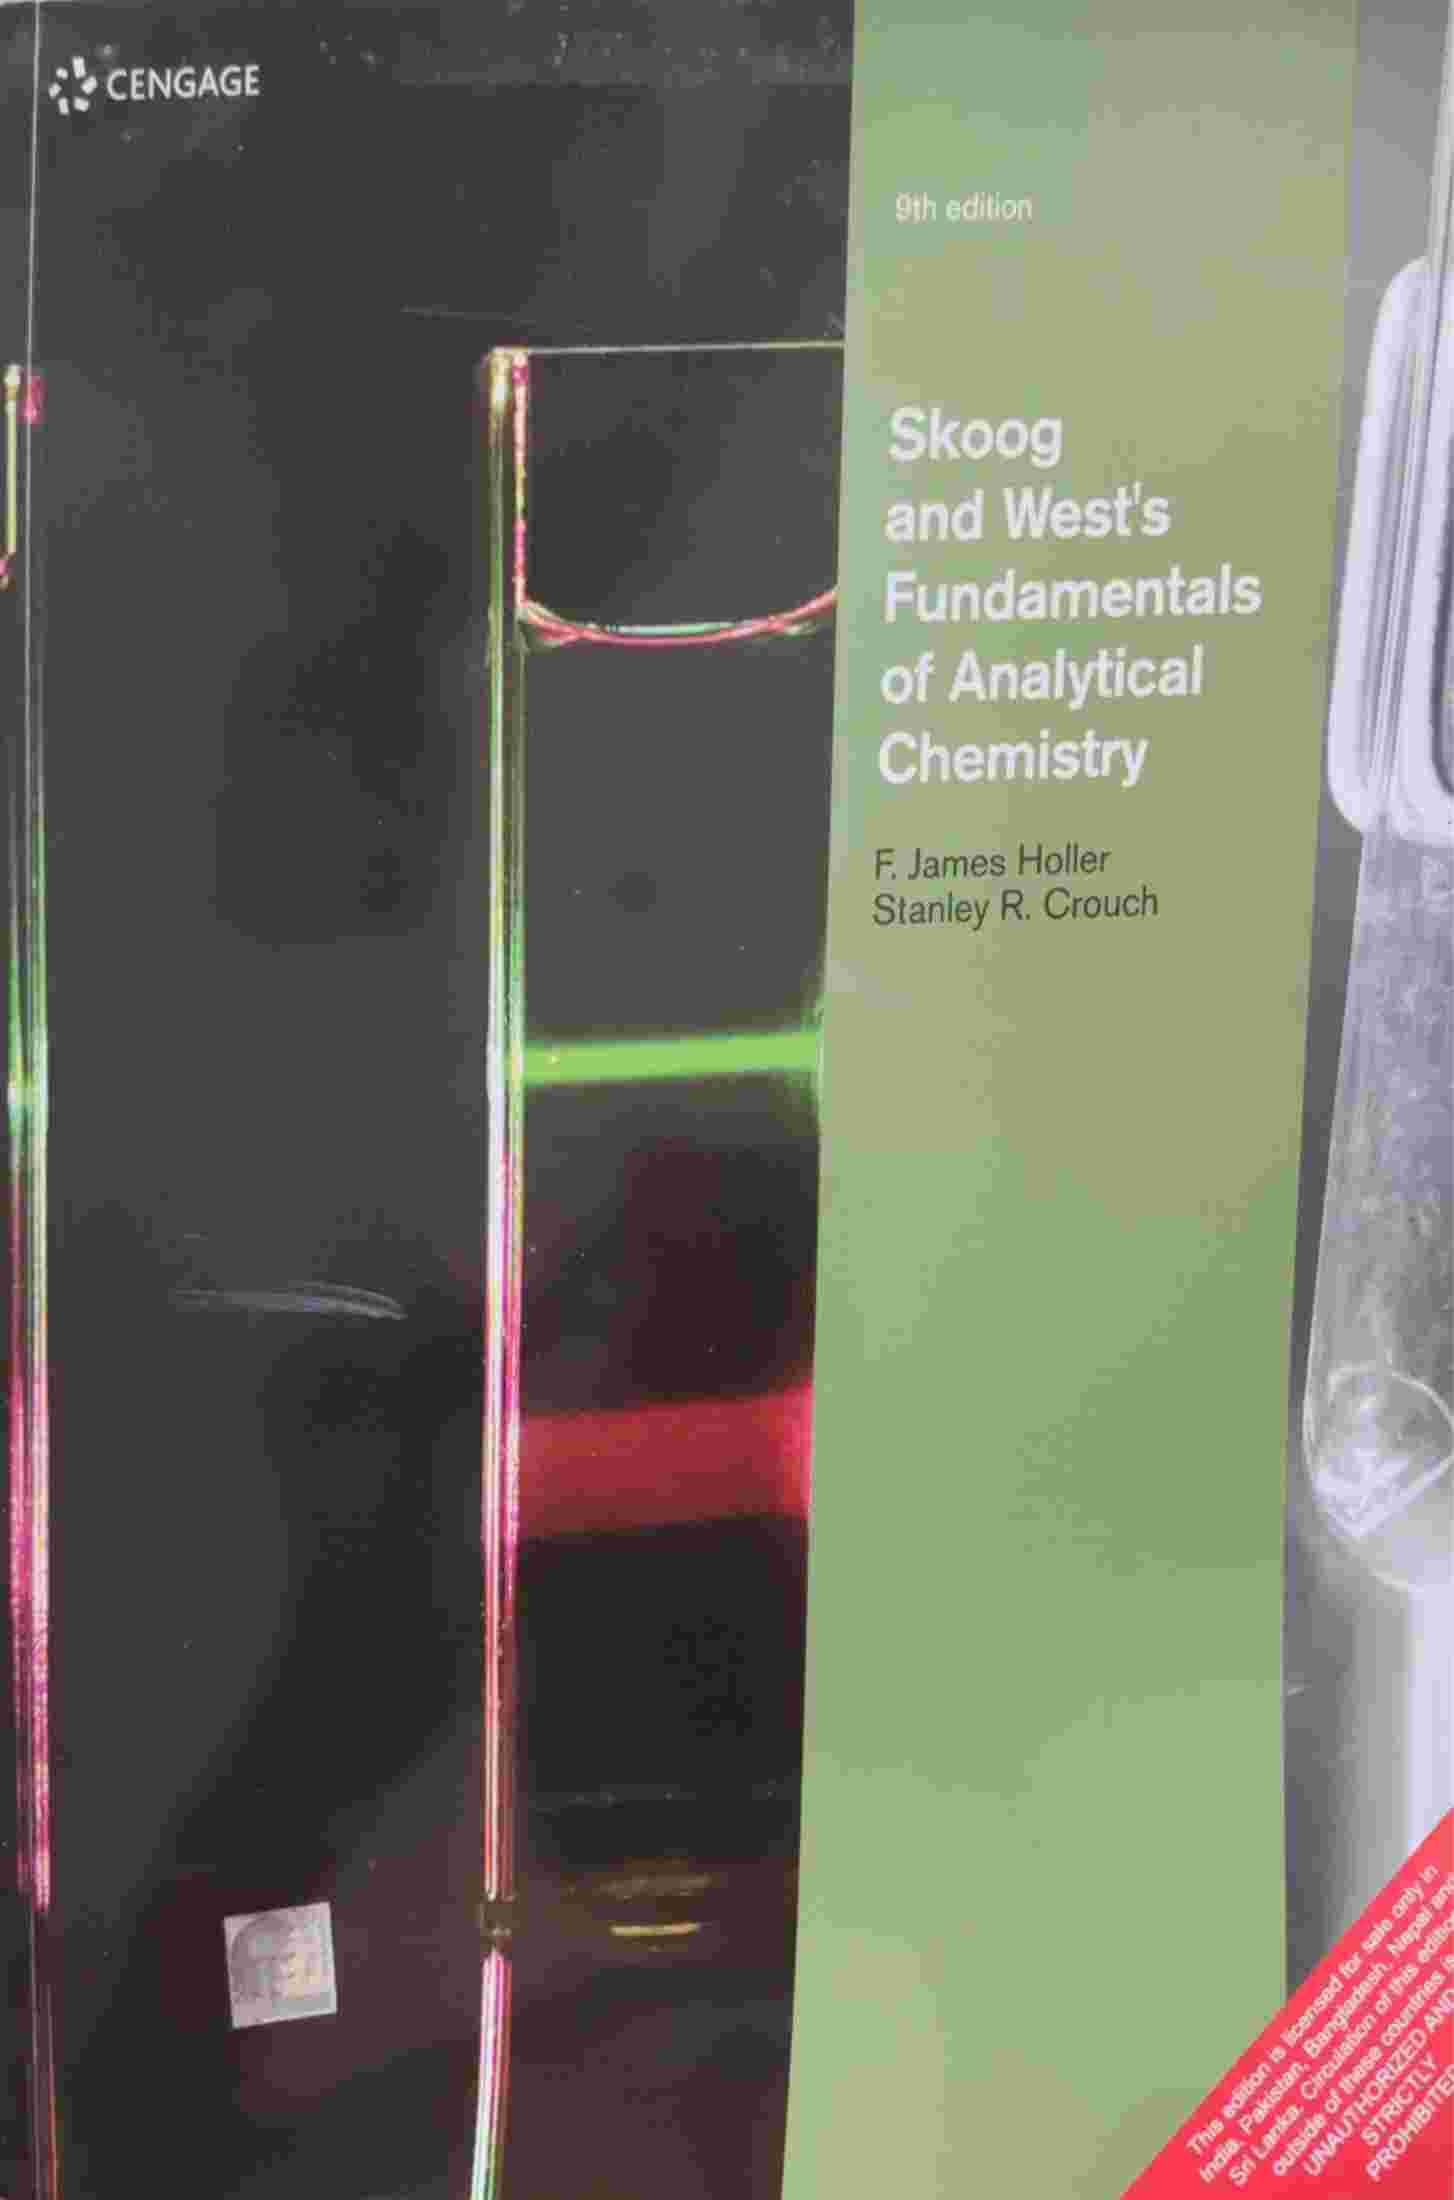 CENGAGE
9th edition
Skoog
and West's
Fundamentals
of Analytical
Chemistry
F. James Holler
Stanley R. Crouch
This edition is licensed for sale only in
India, Pakistan, Bangladesh, Nepal and
Sri Lanka. Circulation of this edition
outside of these countries is
UNAUTHORIZED AND
STRICTLY
PROHIBITED